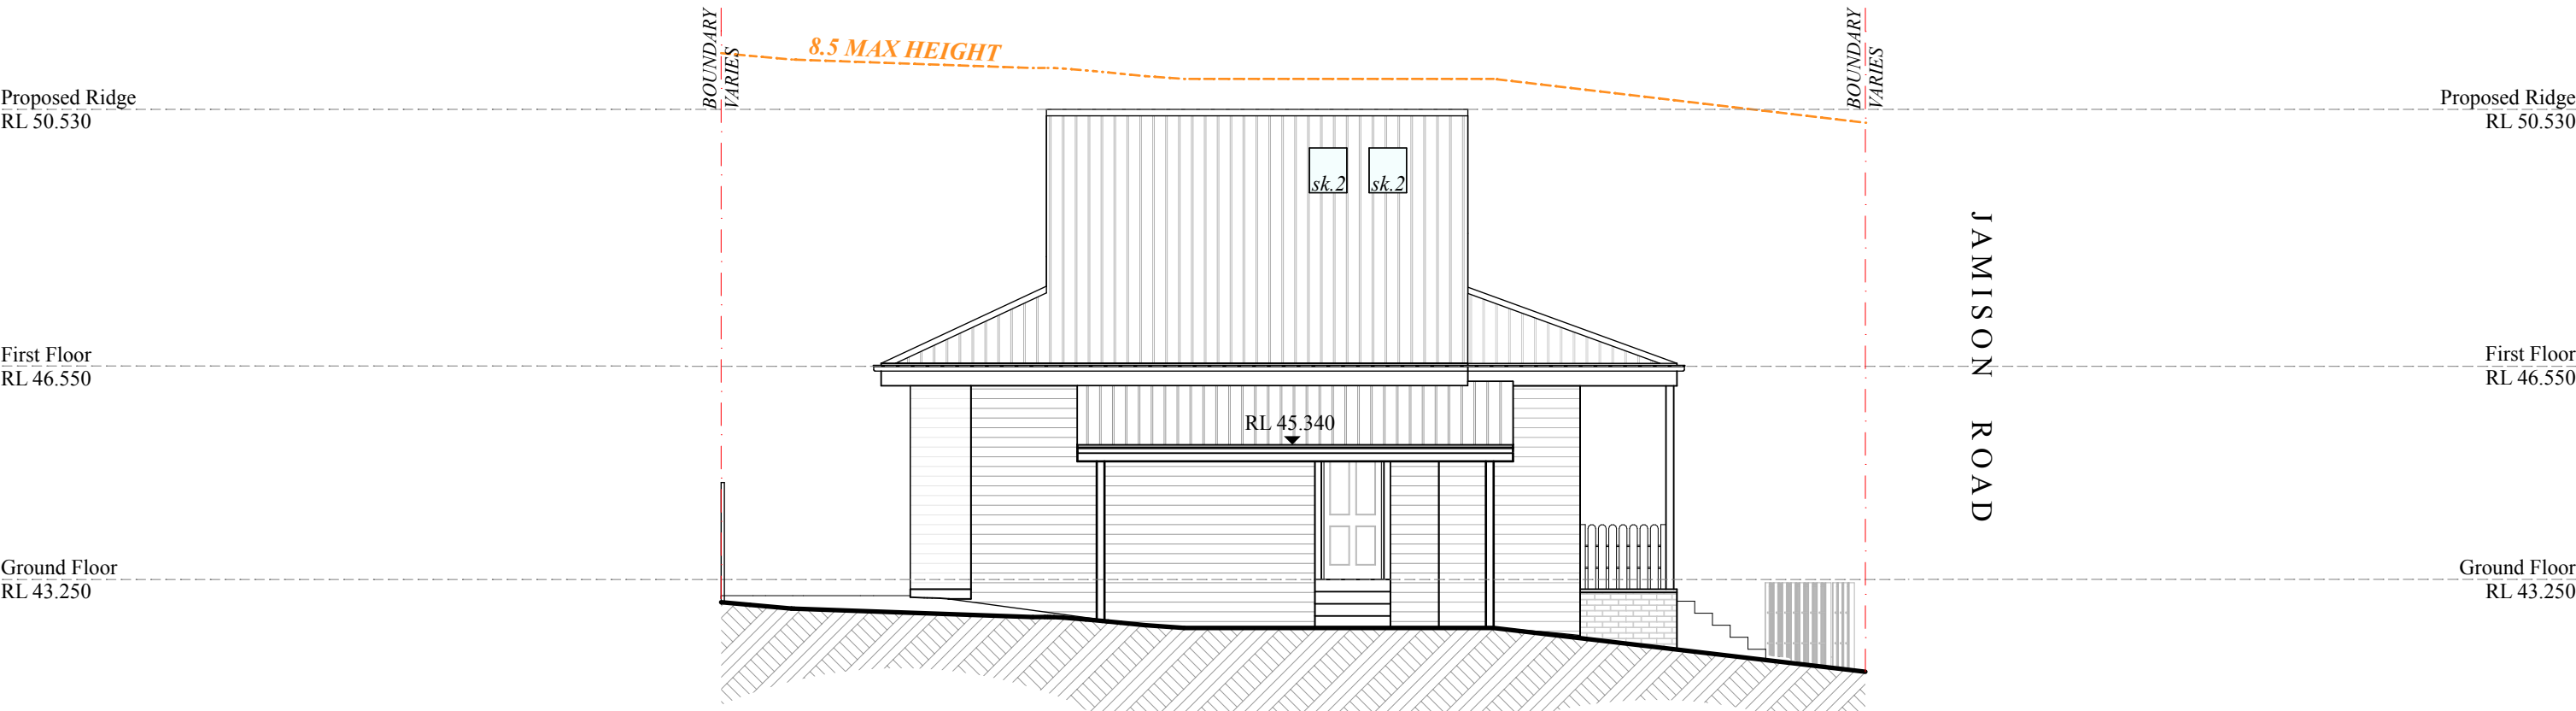 BOUNDARY
VARIES
8.5 MAX HEIGHT
BOUNDARY
VARIES
Proposed Ridge
RL 50.530
Proposed Ridge
RL 50.530
sk.2
sk.2
JAMISON ROAD
First Floor
RL 46.550
First Floor
RL 46.550
RL 45.340
Ground Floor
RL 43.250
Ground Floor
RL 43.250